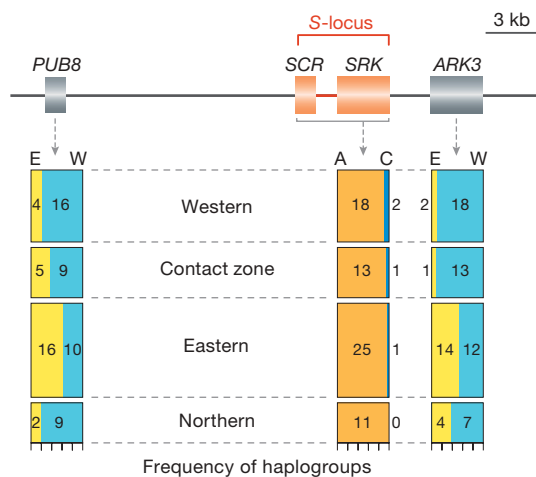 3 kb
S-locus
PUB8 SCR SRK ARK3
E W A C E W
4 16 Western 18 2 2 18
5 9 Contact zone 13 1 1 13
16 10 Eastern 25 1 14 12
2 9 Northern 11 0 4 7
Frequency of haplogroups